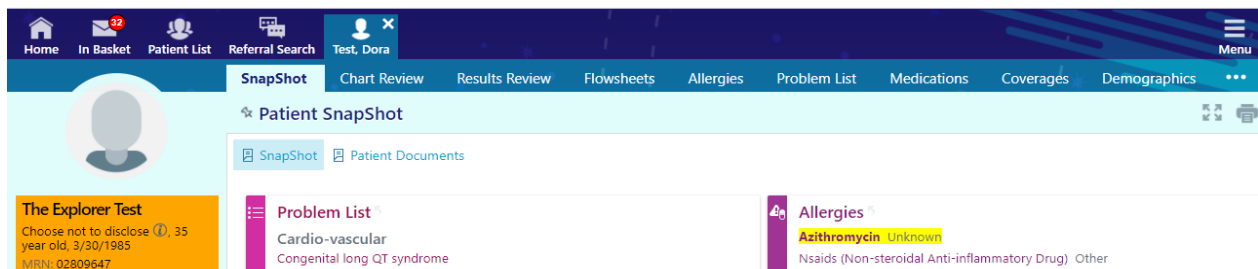 32
Home In Basket Patient List Referral Search Test, Dora Menu
SnapShot Chart Review Results Review Flowsheets Allergies Problem List Medications Coverages Demographics
Patient SnapShot
SnapShot Patient Documents
The Explorer Test
Choose not to disclose , 35
year old, 3/30/1985
MRN: 02809647
Problem List
Cardio-vascular
Congenital long QT syndrome
Allergies
Azithromycin Unknown
Nsaids (Non-steroidal Anti-inflammatory Drug) Other